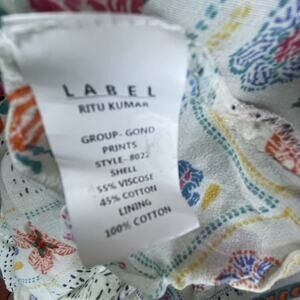 LABEL
RITU KUMAR
GROUP- GOND
PRINTS
STYLE- 8022
SHELL
55% VISCOSE
45% COTTON
LINING
100% COTTON